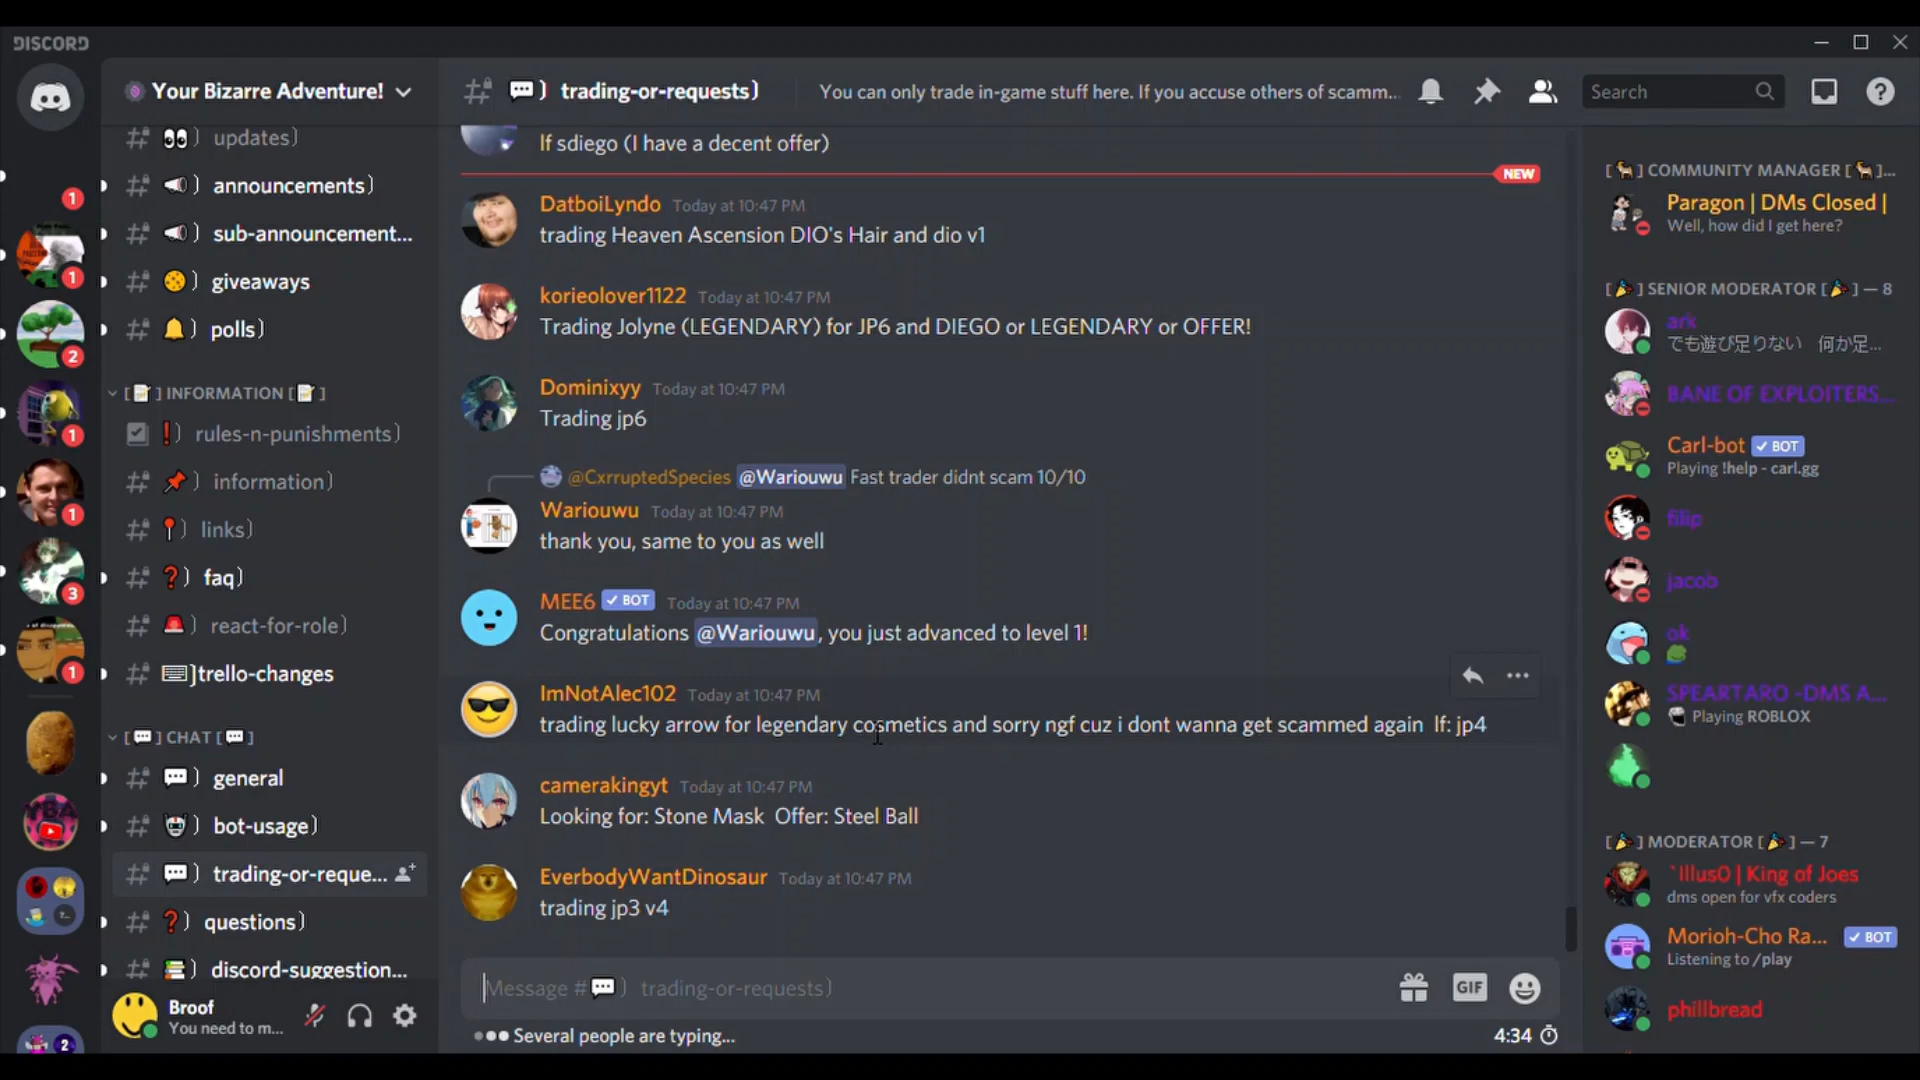 DISCORD
Your Bizarre Adventure!
updates
announcements
sub-announcement...
giveaways
polls
[ ] INFORMATION [ ]
rules-n-punishments
information
links
faq
react-for-role
trello-changes
[ ] CHAT [ ]
general
bot-usage
trading-or-reque...
questions
discord-suggestion...
Broof
You need to m...
1
1
2
1
1
3
1
2
trading-or-requests
You can only trade in-game stuff here. If you accuse others of scamm...
Search
lf sdiego (I have a decent offer)
NEW
DatboiLyndo Today at 10:47 PM
trading Heaven Ascension DIO's Hair and dio v1
korieolover1122 Today at 10:47 PM
Trading Jolyne (LEGENDARY) for JP6 and DIEGO or LEGENDARY or OFFER!
Dominixyy Today at 10:47 PM
Trading jp6
@CxrruptedSpecies @Wariouwu Fast trader didnt scam 10/10
Wariouwu Today at 10:47 PM
thank you, same to you as well
MEE6 BOT Today at 10:47 PM
Congratulations @Wariouwu, you just advanced to level 1!
ImNotAlec102 Today at 10:47 PM
trading lucky arrow for legendary cosmetics and sorry ngf cuz i dont wanna get scammed again lf: jp4
camerakingyt Today at 10:47 PM
Looking for: Stone Mask Offer: Steel Ball
EverbodyWantDinosaur Today at 10:47 PM
trading jp3 v4
Message # trading-or-requests
GIF
Several people are typing...
4:34
[ ] COMMUNITY MANAGER [ ]...
Paragon | DMs Closed |
Well, how did I get here?
[ ] SENIOR MODERATOR [ ] — 8
ark
でも遊び足りない 何か足...
BANE OF EXPLOITERS...
Carl-bot BOT
Playing !help - carl.gg
filip
jacob
ok
SPEARTARO -DMS A...
Playing ROBLOX
[ ] MODERATOR [ ] — 7
`Illus0 | King of Joes
dms open for vfx coders
Morioh-Cho Ra... BOT
Listening to /play
phillbread